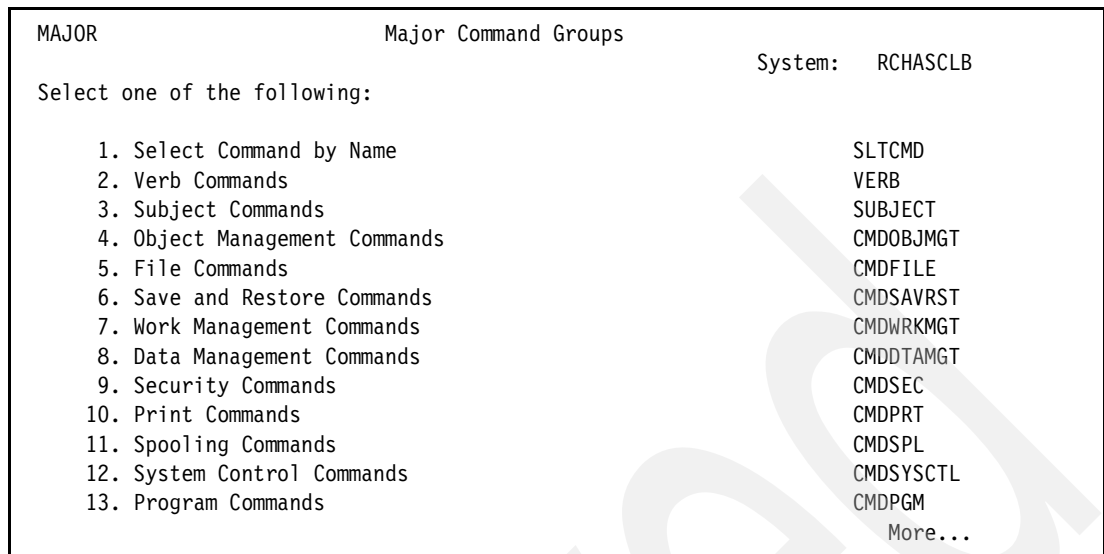 MAJOR Major Command Groups
System: RCHASCLB
Select one of the following:
1. Select Command by Name SLTCMD
2. Verb Commands VERB
3. Subject Commands SUBJECT
4. Object Management Commands CMDOBJMGT
5. File Commands CMDFILE
6. Save and Restore Commands CMDSAVRST
7. Work Management Commands CMDWRKMGT
8. Data Management Commands CMDDTAMGT
9. Security Commands CMDSEC
10. Print Commands CMDPRT
11. Spooling Commands CMDSPL
12. System Control Commands CMDSYSCTL
13. Program Commands CMDPGM
More...